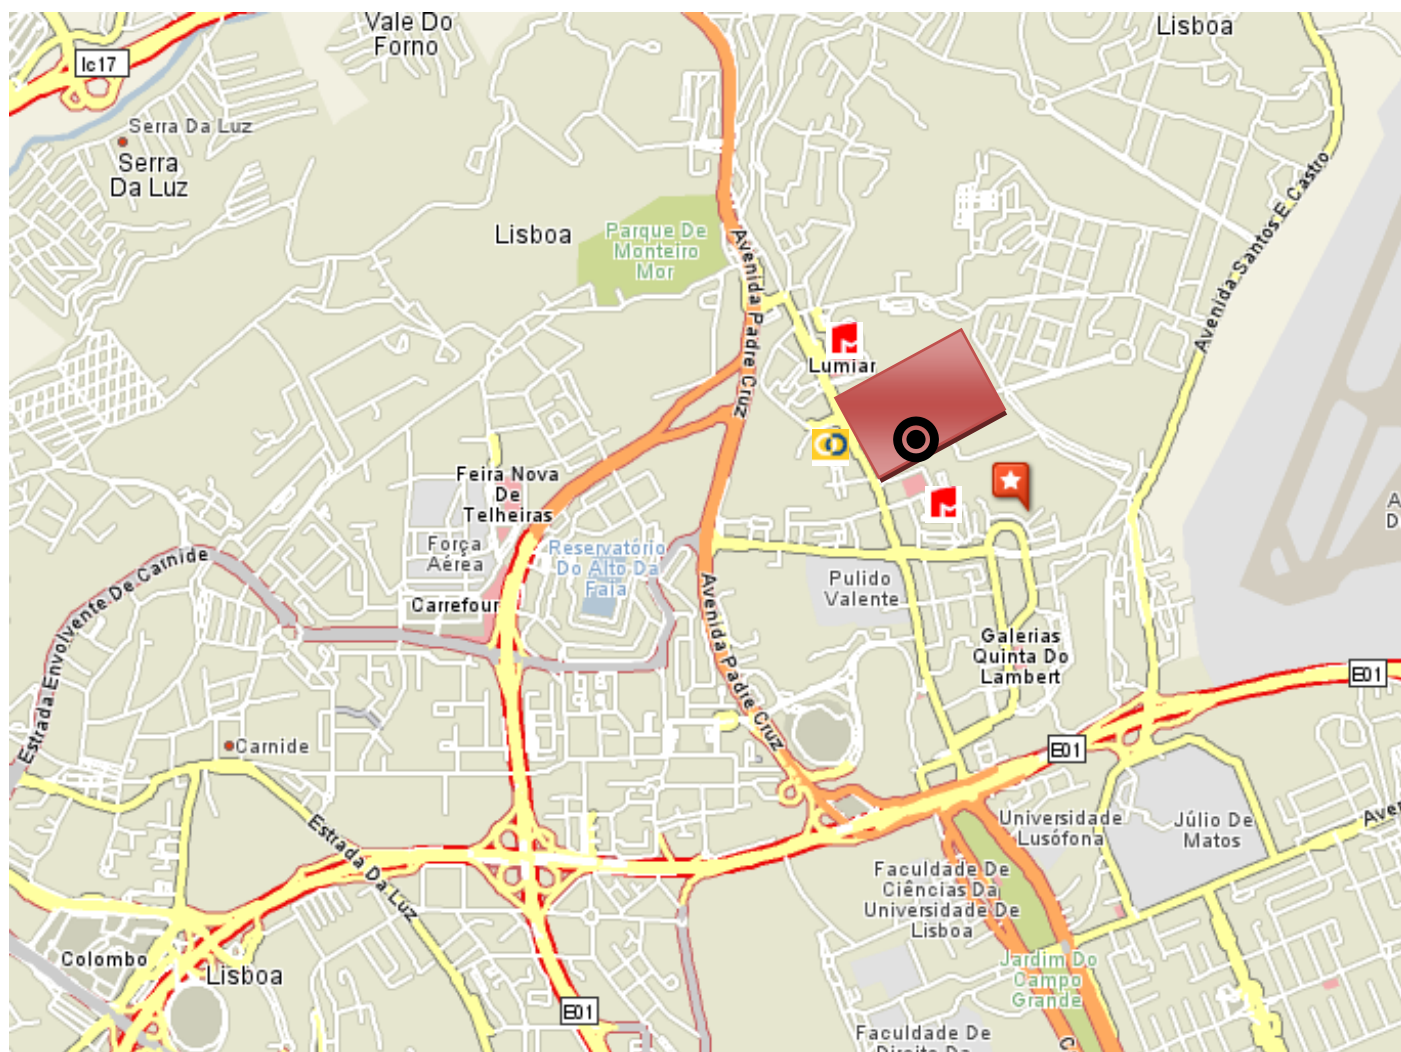 Vale Do
Forno
Lisboa
Ic17
Serra Da Luz
Serra
Da Luz
Lisboa
Parque De
Monteiro
Mor
Avenida Padre Cruz
Avenida Santos E Castro
Lumiar
Feira Nova
De
Telheiras
Força
Aérea
Reservatório
Do Alto Da
Faia
Carrefour
Estrada Envolvente De Carnide
Pulido
Valente
Avenida Padre Cruz
Galerias
Quinta Do
Lambert
E01
E01
Carnide
Estrada Da Luz
Universidade
Lusófona
Júlio De
Matos
Faculdade De
Ciências Da
Universidade De
Lisboa
Colombo
Lisboa
Jardim Do
Campo
Grande
E01
Faculdade De